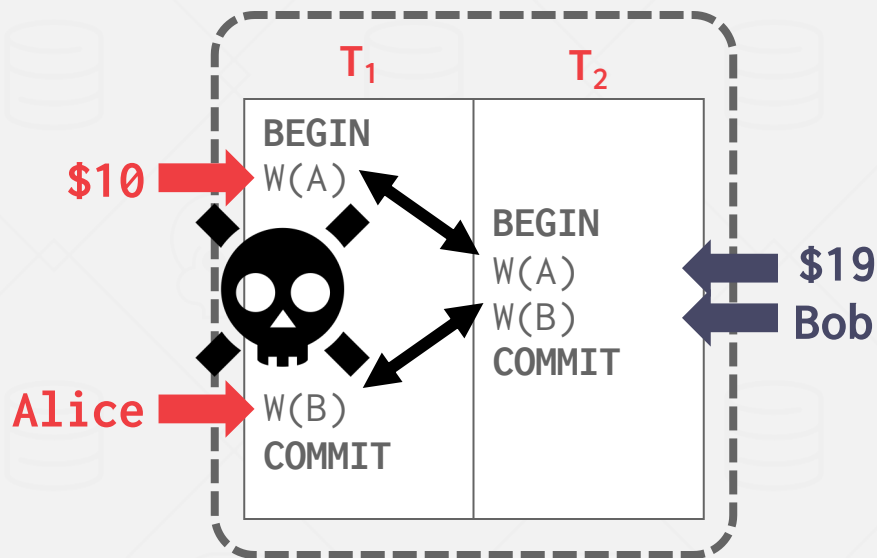 T₁ T₂
BEGIN
$10 W(A)
BEGIN
W(A) $19
W(B) Bob
COMMIT
Alice W(B)
COMMIT